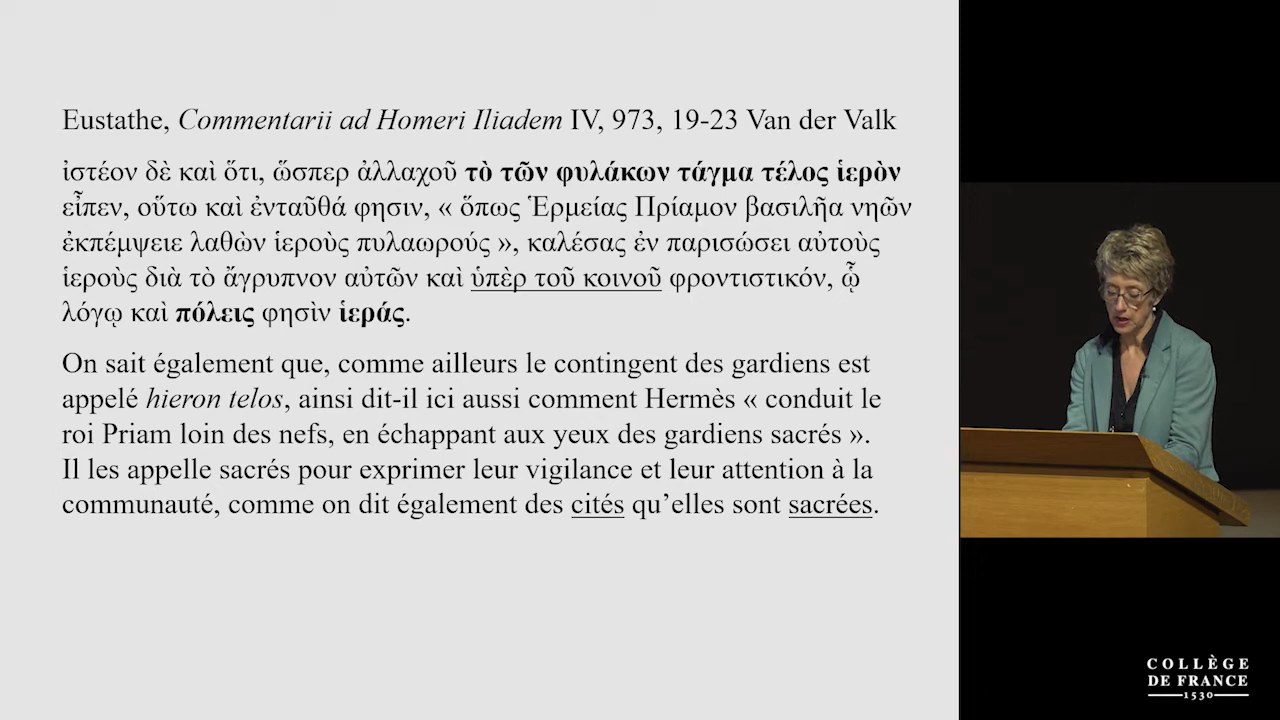 Eustathe, Commentarii ad Homeri Iliadem IV, 973, 19-23 Van der Valk
ἰστέον δὲ καὶ ὅτι, ὥσπερ ἀλλαχοῦ τὸ τῶν φυλάκων τάγμα τέλος ἱερὸν
εἶπεν, οὕτω καὶ ἐνταῦθά φησιν, « ὅπως Ἑρμείας Πρίαμον βασιλῆα νηῶν
ἐκπέμψειε λαθὼν ἱεροὺς πυλαωρούς », καλέσας ἐν παρισώσει αὐτοὺς
ἱεροὺς διὰ τὸ ἄγρυπνον αὐτῶν καὶ ὑπὲρ τοῦ κοινοῦ φροντιστικόν, ᾧ
λόγῳ καὶ πόλεις φησὶν ἱεράς.
On sait également que, comme ailleurs le contingent des gardiens est
appelé hieron telos, ainsi dit-il ici aussi comment Hermès « conduit le
roi Priam loin des nefs, en échappant aux yeux des gardiens sacrés ».
Il les appelle sacrés pour exprimer leur vigilance et leur attention à la
communauté, comme on dit également des cités qu’elles sont sacrées.
COLLÈGE
DE FRANCE
1530